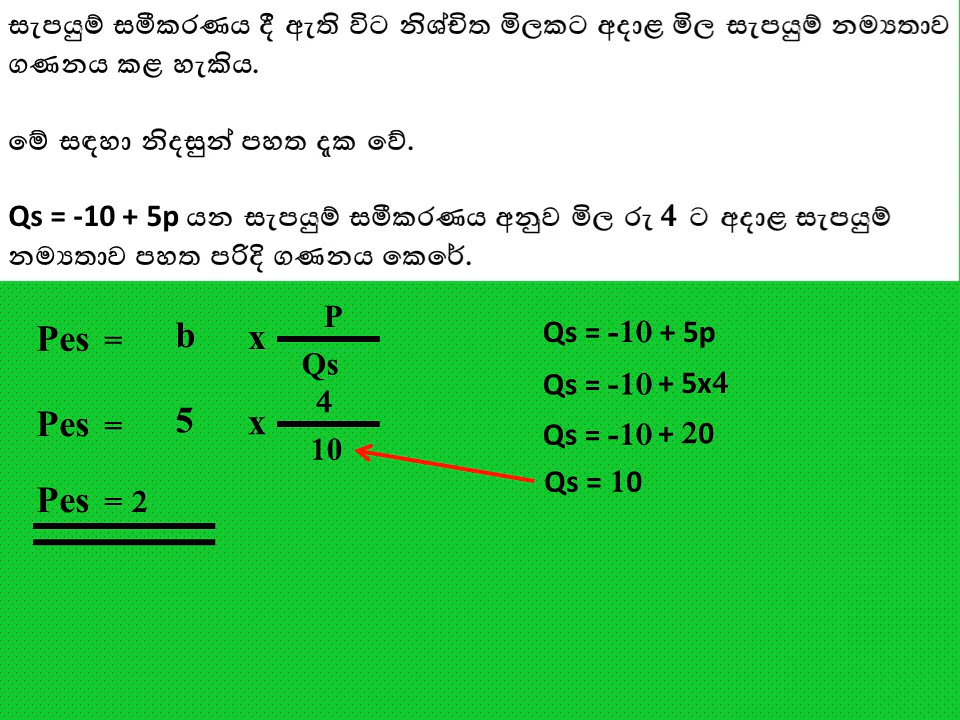 සැපයුම් සමීකරණය දී ඇති විට නිශ්චිත මිලකට අදාළ මිල සැපයුම් නම්‍යතාව
ගණනය කළ හැකිය.
මේ සඳහා නිදසුන් පහත දැක වේ.
Qs = -10 + 5p යන සැපයුම් සමීකරණය අනුව මිල රු 4 ට අදාළ සැපයුම්
නම්‍යතාව පහත පරිදි ගණනය කෙරේ.
Pes = b x P
Qs
Pes = 5 x 4
10
Pes = 2
Qs = -10 + 5p
Qs = -10 + 5x4
Qs = -10 + 20
Qs = 10